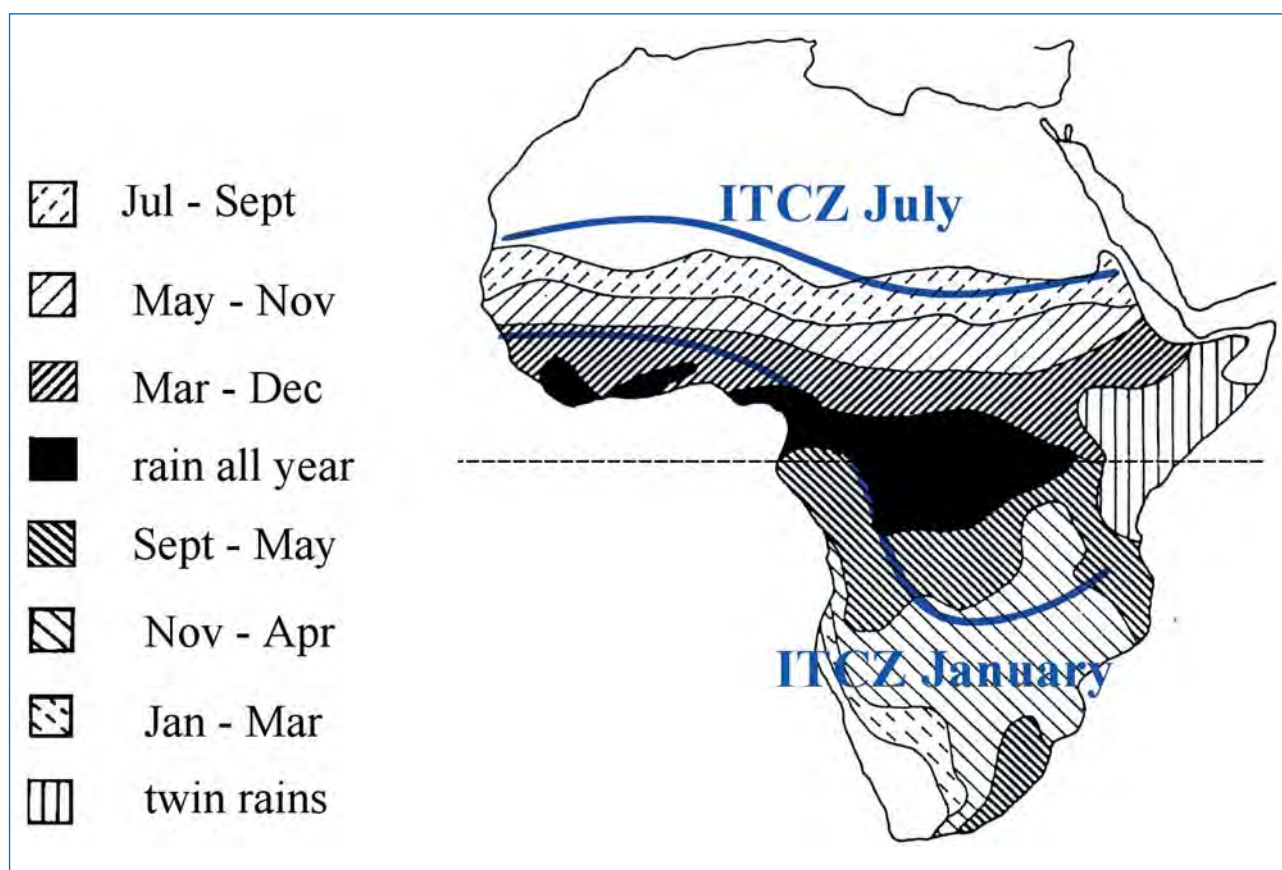 Jul - Sept
May - Nov
Mar - Dec
rain all year
Sept - May
Nov - Apr
Jan - Mar
twin rains
ITCZ July
ITCZ January